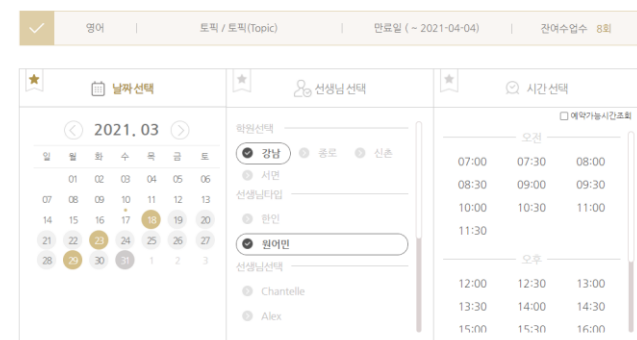 영어 토픽 / 토픽(Topic) 만료일 ( ~ 2021-04-04) 잔여수업수 8회
날짜 선택
2021. 03
일 월 화 수 목 금 토
01 02 03 04 05 06
07 08 09 10 11 12 13
14 15 16 17 18 19 20
21 22 23 24 25 26 27
28 29 30 31 1 2 3
선생님 선택
학원선택
강남 종로 신촌
서면
선생님타입
한인
원어민
선생님선택
Chantelle
Alex
시간 선택
예약가능시간조회
오전
07:00 07:30 08:00
08:30 09:00 09:30
10:00 10:30 11:00
11:30
오후
12:00 12:30 13:00
13:30 14:00 14:30
15:00 15:30 16:00